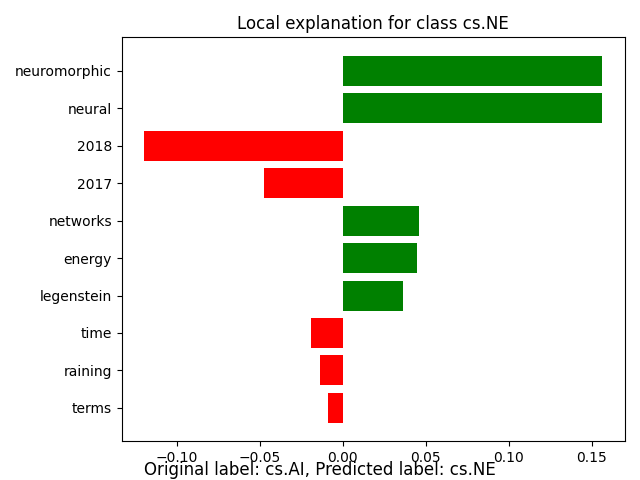 Local explanation for class cs.NE
neuromorphic
neural
2018
2017
networks
energy
legenstein
time
raining
terms
−0.10 −0.05 0.00 0.05 0.10 0.15
Original label: cs.AI, Predicted label: cs.NE